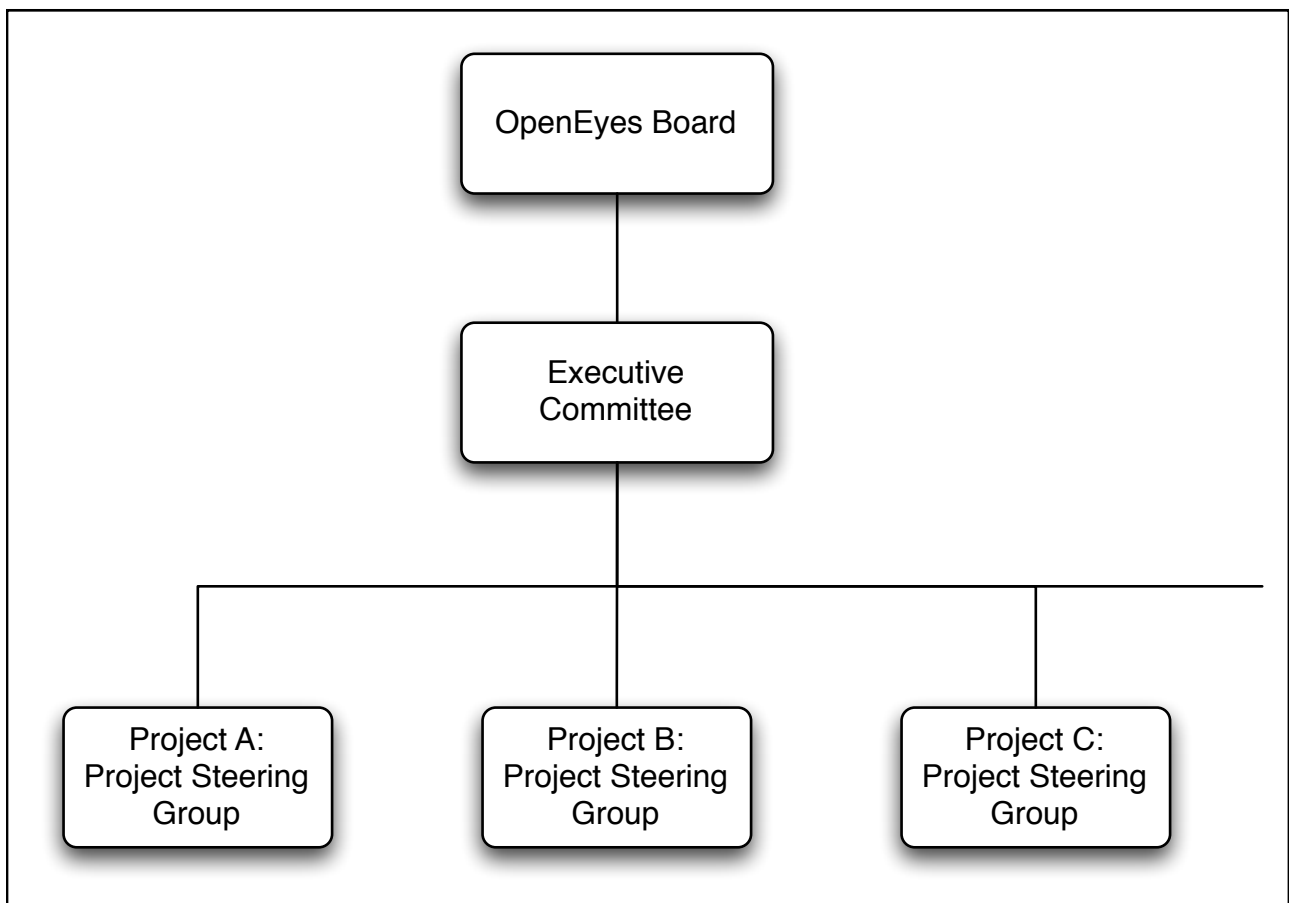 OpenEyes Board
Executive
Committee
Project A:
Project Steering
Group
Project B:
Project Steering
Group
Project C:
Project Steering
Group